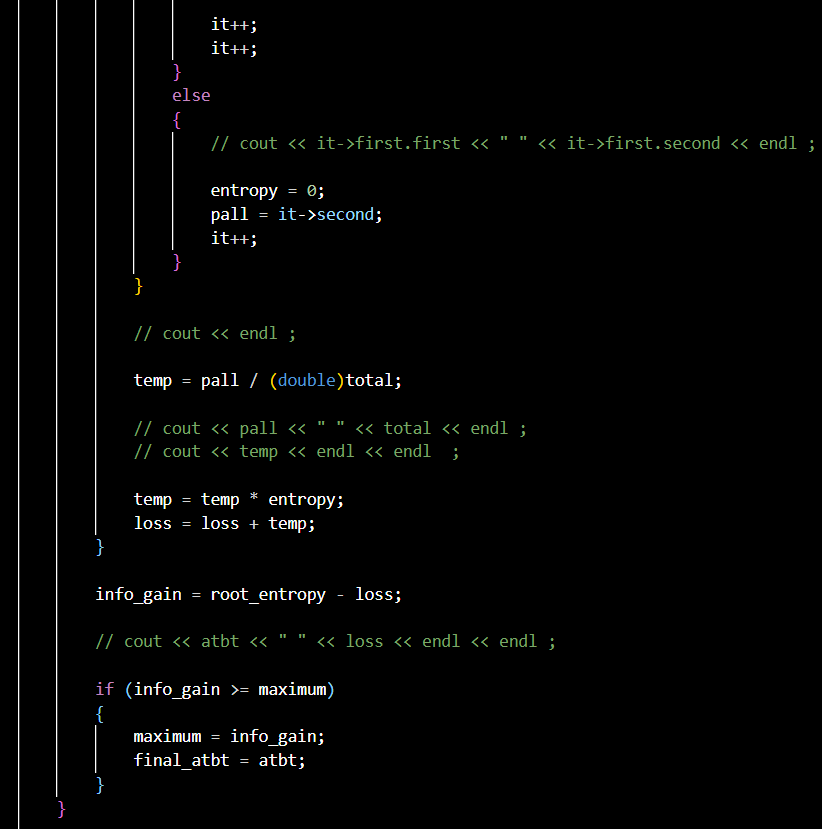 it++;
it++;
}
else
{
// cout << it->first.first << " " << it->first.second << endl ;
entropy = 0;
pall = it->second;
it++;
}
}
// cout << endl ;
temp = pall / (double)total;
// cout << pall << " " << total << endl ;
// cout << temp << endl << endl  ;
temp = temp * entropy;
loss = loss + temp;
}
info_gain = root_entropy - loss;
// cout << atbt << " " << loss << endl << endl ;
if (info_gain >= maximum)
{
maximum = info_gain;
final_atbt = atbt;
}
}